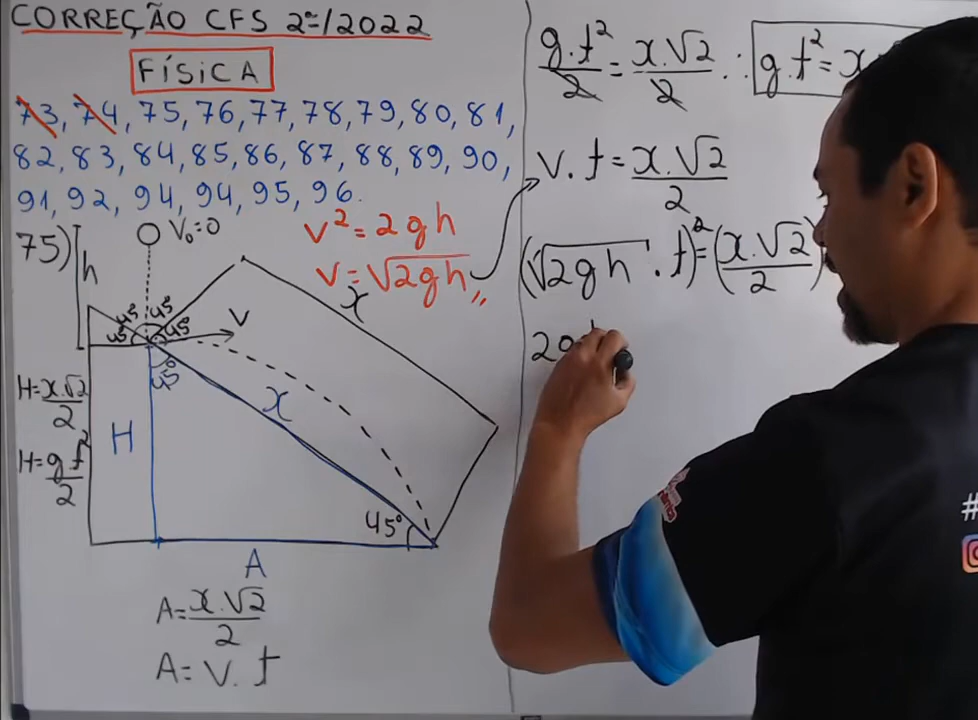 CORREÇÃO CFS 2º/2022
FÍSICA
73, 74, 75, 76, 77, 78, 79, 80, 81,
82, 83, 84, 85, 86, 87, 88, 89, 90,
91, 92, 94, 94, 95, 96.
75)
h
V₀=0
V² = 2gh
V = √2gh
x
45° 45°
45° 45°
V
45°
H = x.√2/2
H
x
H = gt²/2
45°
A
A = x.√2/2
A = V. t
g.t²/2 = x.√2/2 ∴ g.t² = x
V. t = x.√2/2
(√2gh . t)² = (x.√2/2)
2g
#